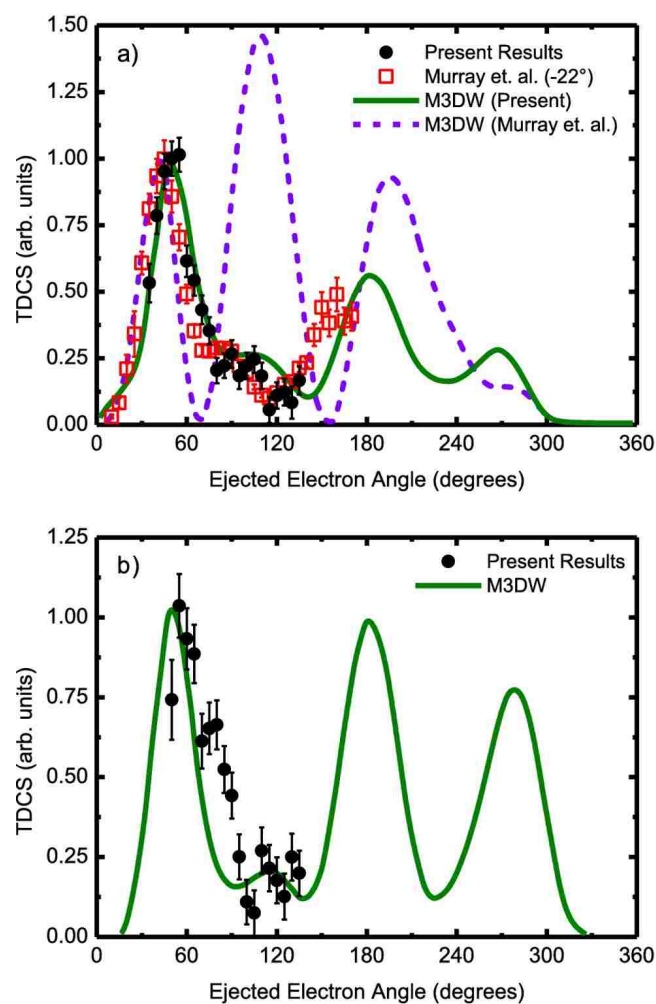 a)
Present Results
Murray et. al. (-22°)
M3DW (Present)
M3DW (Murray et. al.)
TDCS (arb. units)
1.50
1.25
1.00
0.75
0.50
0.25
0.00
0 60 120 180 240 300 360
Ejected Electron Angle (degrees)
b)
Present Results
M3DW
TDCS (arb. units)
1.25
1.00
0.75
0.50
0.25
0.00
0 60 120 180 240 300 360
Ejected Electron Angle (degrees)